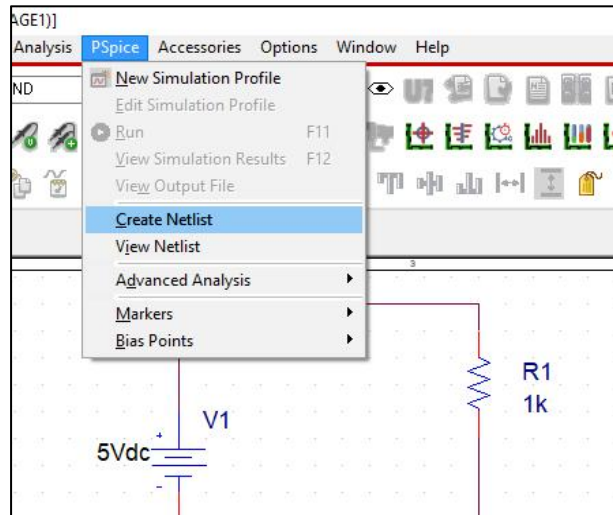 AGE1)]
Analysis PSpice Accessories Options Window Help
ND
New Simulation Profile
Edit Simulation Profile
Run F11
View Simulation Results F12
View Output File
Create Netlist
View Netlist
Advanced Analysis
Markers
Bias Points
3
R1
1k
V1
5Vdc
+
-